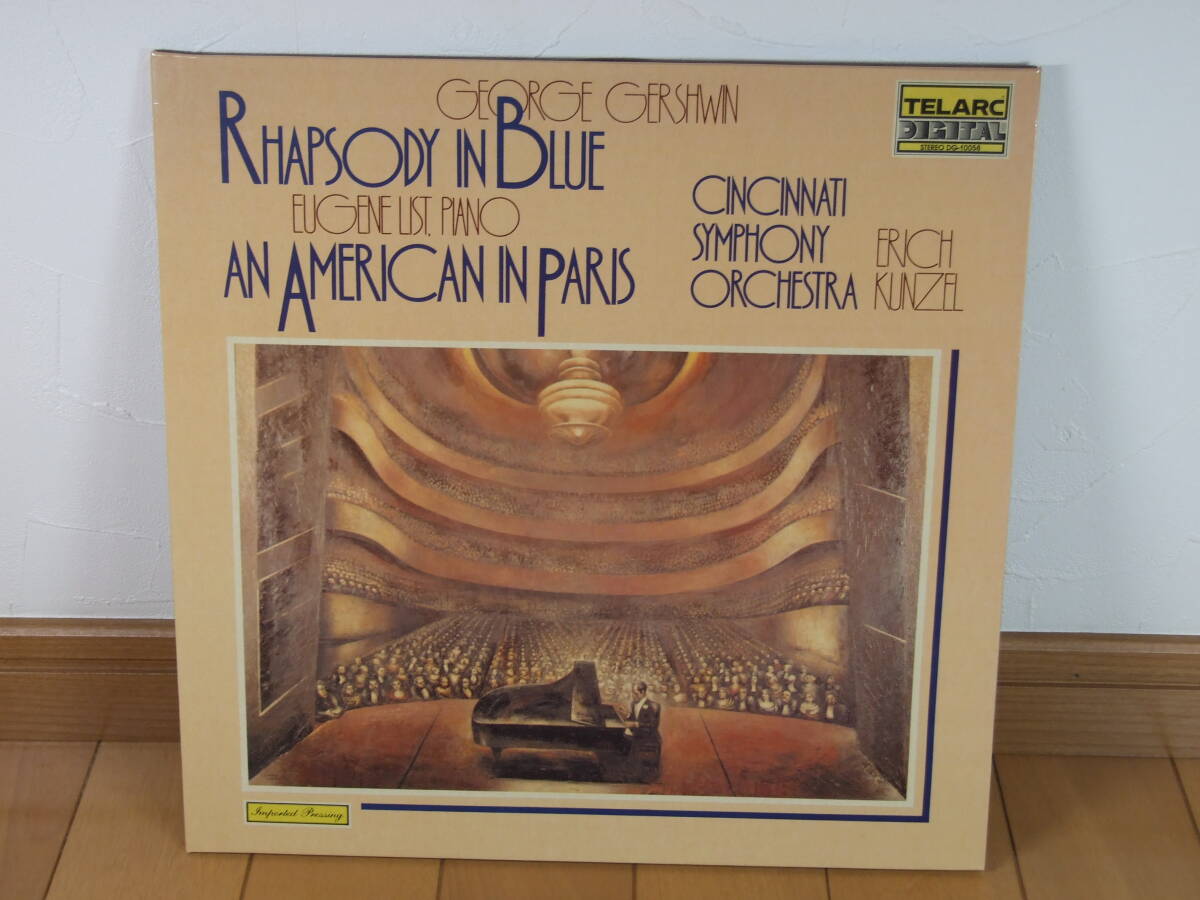 GEORGE GERSHWIN
RHAPSODY IN BLUE
EUGENE LIST, PIANO
AN AMERICAN IN PARIS
CINCINNATI
SYMPHONY
ORCHESTRA
ERICH
KUNZEL
TELARC
DIGITAL
STEREO DG-10058
Imported Pressing